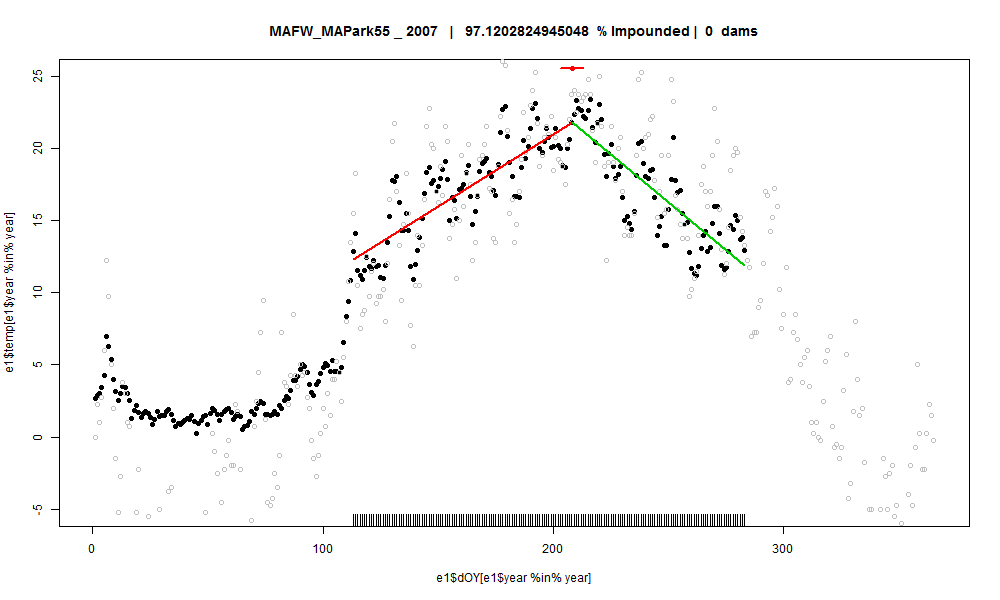 MAFW_MAPark55 _ 2007 | 97.1202824945048 % Impounded | 0 dams
e1$temp[e1$year %in% year]
25
20
15
10
5
0
-5
0 100 200 300
e1$dOY[e1$year %in% year]